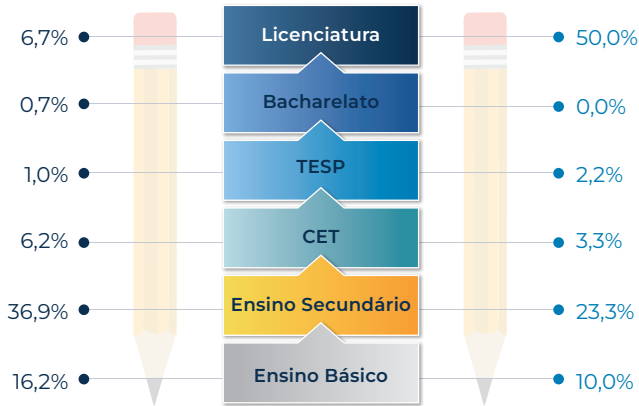 6,7% Licenciatura 50,0%
0,7% Bacharelato 0,0%
1,0% TESP 2,2%
6,2% CET 3,3%
36,9% Ensino Secundário 23,3%
16,2% Ensino Básico 10,0%